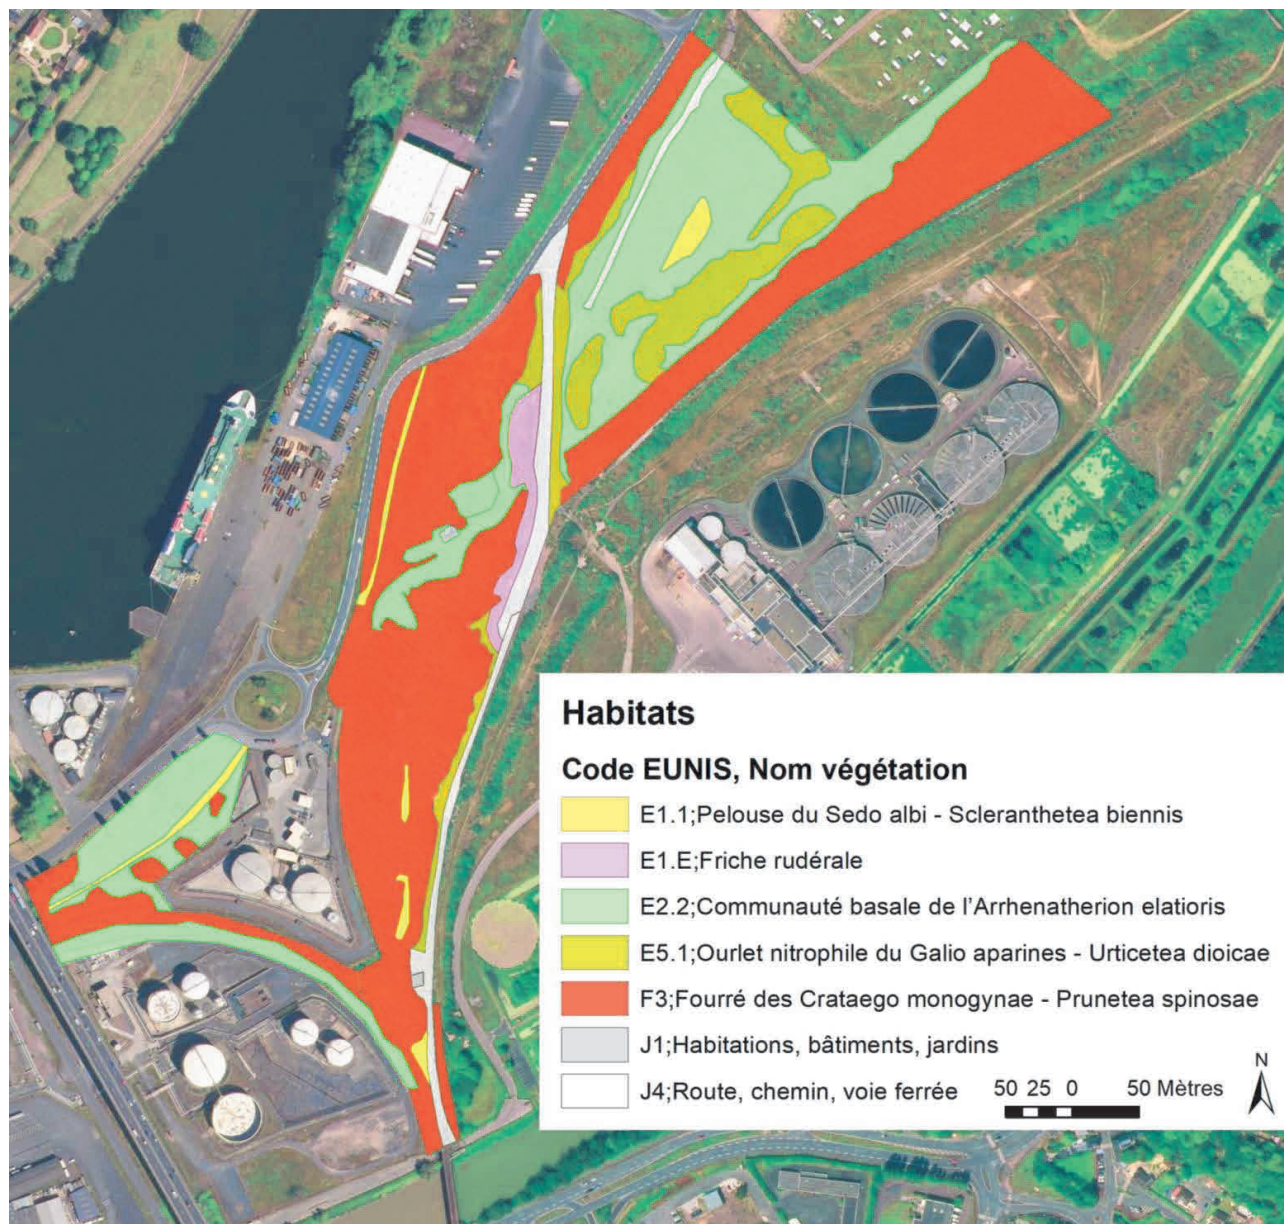 Habitats
Code EUNIS, Nom végétation
E1.1;Pelouse du Sedo albi - Scleranthetea biennis
E1.E;Friche rudérale
E2.2;Communauté basale de l'Arrhenatherion elatioris
E5.1;Ourlet nitrophile du Galio aparines - Urticetea dioicae
F3;Fourré des Crataego monogynae - Prunetea spinosae
J1;Habitations, bâtiments, jardins
J4;Route, chemin, voie ferrée
50 25 0 50 Mètres
N